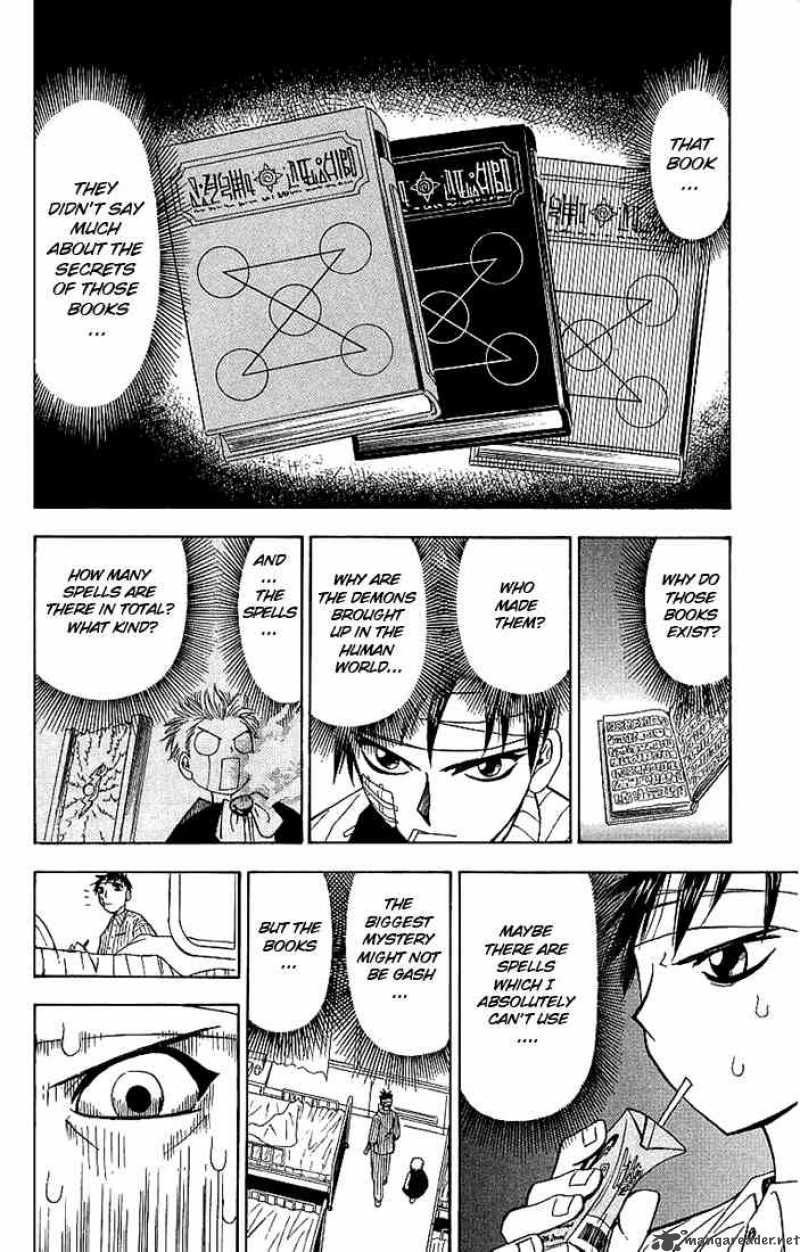 THAT
BOOK
...
THEY
DIDN'T SAY
MUCH
ABOUT THE
SECRETS
OF THOSE
BOOKS
...
WHY DO
THOSE
BOOKS
EXIST?
WHO
MADE
THEM?
WHY ARE
THE DEMONS
BROUGHT
UP IN THE
HUMAN
WORLD...
AND
...
THE
SPELLS
...
HOW MANY
SPELLS ARE
THERE IN TOTAL?
WHAT KIND?
MAYBE
THERE ARE
SPELLS
WHICH I
ABSOLUTELY
CAN'T USE
....
THE
BIGGEST
MYSTERY
MIGHT NOT
BE GASH
...
BUT THE
BOOKS
...
mangareader.net